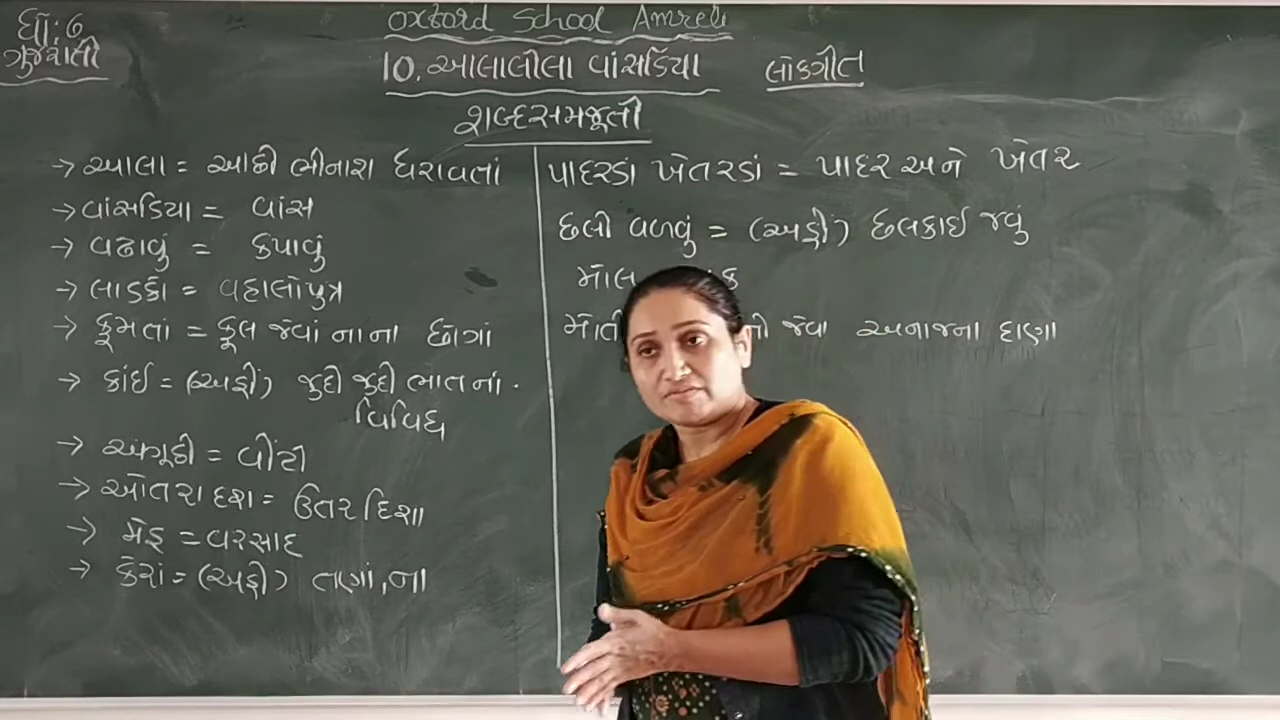 ધો:૭
ગુજરાતી
Oxford School Amreli
10. આલાલીલા વાંસડિયા
લોકગીત
શબ્દસમજૂતી
→ આલા = આછી ભીનાશ ધરાવતાં
→ વાંસડિયા = વાંસ
→ વઢાવું = કપાવું
→ લાડકો = વહાલોપુત્ર
→ ફૂમતાં = ફૂલ જેવાં નાના છોગાં
→ કાંઈ = (અહીં) જુદી જુદી ભાતનાં.
વિવિધ
→ અંગૂઠી = વીંટી
→ ઓતરા દશ = ઉત્તર દિશા
→ મેહ = વરસાદ
→ કેરાં = (અહીં) તણાં, ના
પાદરડાં ખેતરડાં = પાદર અને ખેતર
છલી વળવું = (અહીં) છલકાઈ જવું
મોલ
મોતી જેવા અનાજના દાણા